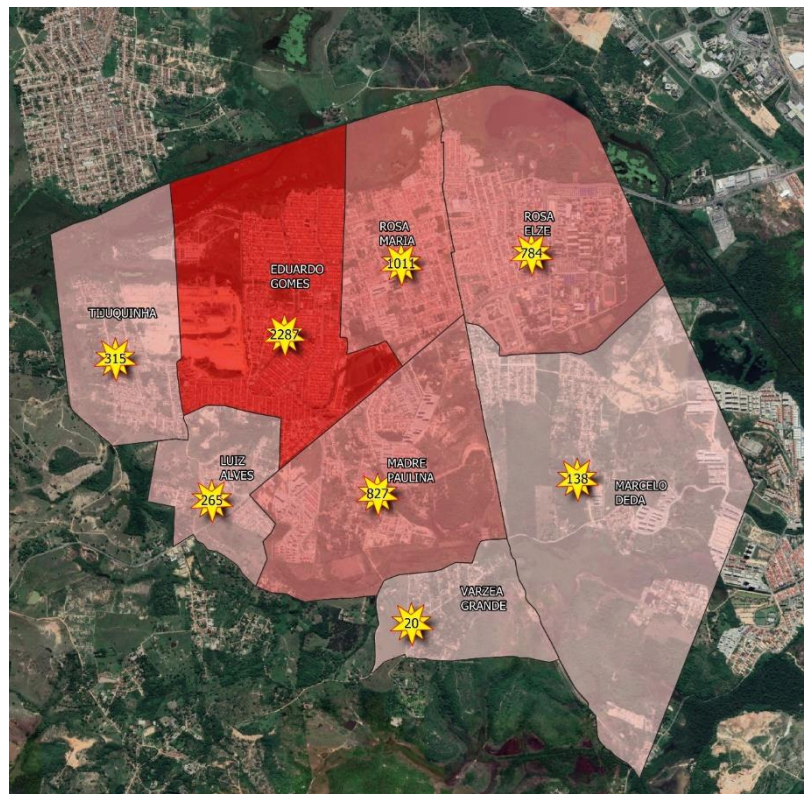 ROSA
ELZE
784
ROSA
MARIA
1011
EDUARDO
GOMES
2287
TIJUQUINHA
315
LUIZ
ALVES
265
MADRE
PAULINA
827
MARCELO
DEDA
138
VARZEA
GRANDE
20